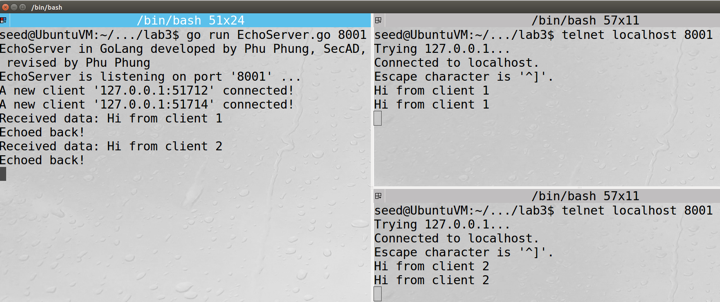 /bin/bash
/bin/bash 51x24
seed@UbuntuVM:~/.../lab3$ go run EchoServer.go 8001
EchoServer in GoLang developed by Phu Phung, SecAD,
 revised by Phu Phung
EchoServer is listening on port '8001' ...
A new client '127.0.0.1:51712' connected!
A new client '127.0.0.1:51714' connected!
Received data: Hi from client 1
Echoed back!
Received data: Hi from client 2
Echoed back!
/bin/bash 57x11
seed@UbuntuVM:~/.../lab3$ telnet localhost 8001
Trying 127.0.0.1...
Connected to localhost.
Escape character is '^]'.
Hi from client 1
Hi from client 1
/bin/bash 57x11
seed@UbuntuVM:~/.../lab3$ telnet localhost 8001
Trying 127.0.0.1...
Connected to localhost.
Escape character is '^]'.
Hi from client 2
Hi from client 2